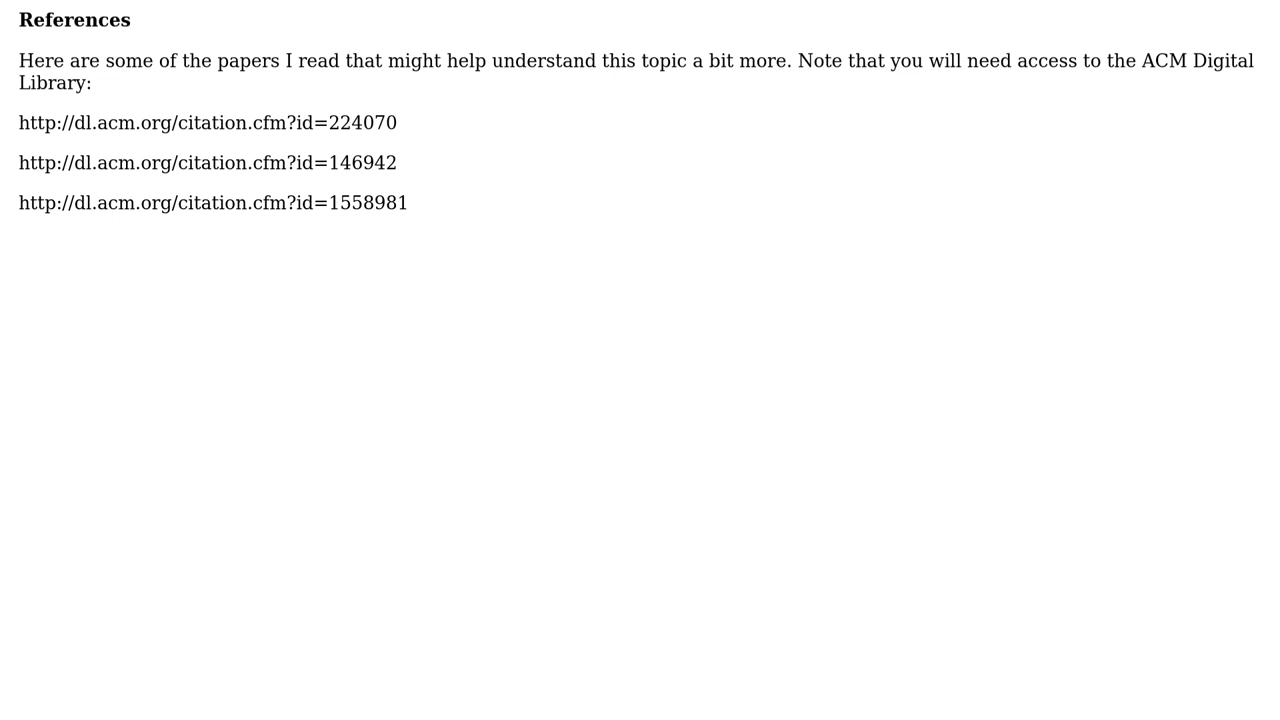 References
Here are some of the papers I read that might help understand this topic a bit more. Note that you will need access to the ACM Digital
Library:
http://dl.acm.org/citation.cfm?id=224070
http://dl.acm.org/citation.cfm?id=146942
http://dl.acm.org/citation.cfm?id=1558981